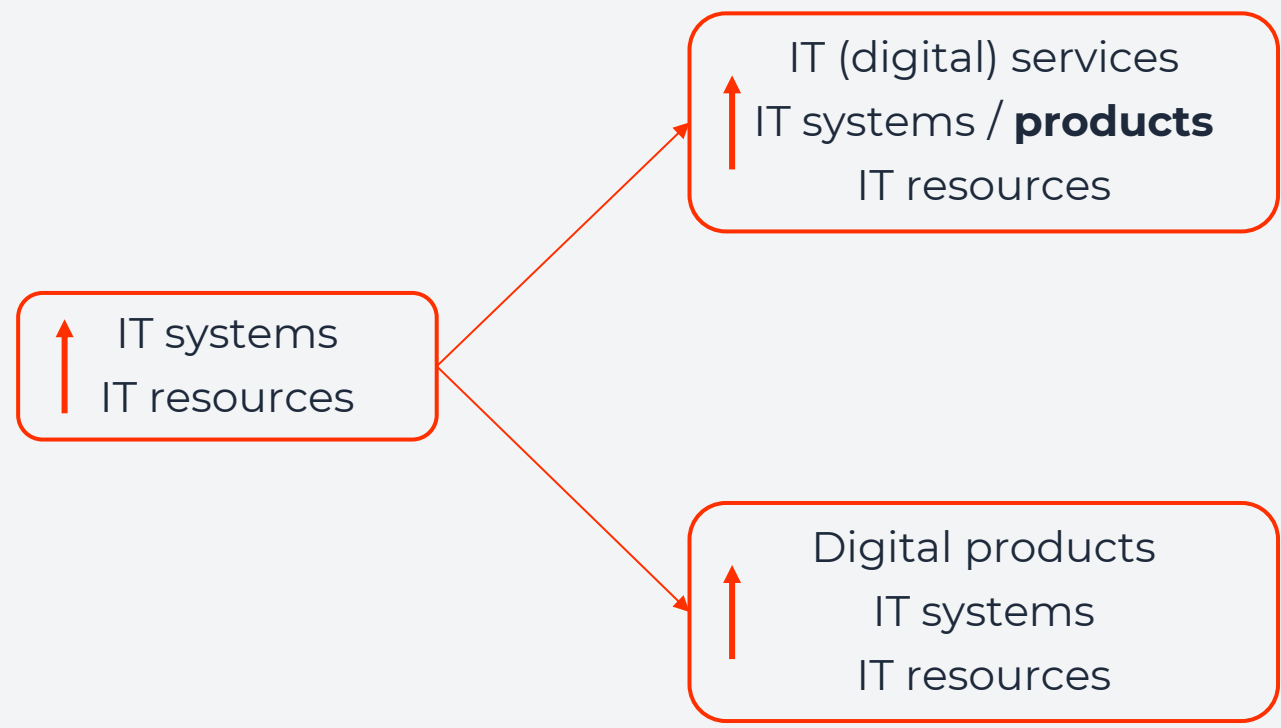 IT systems
IT resources
IT (digital) services
IT systems / products
IT resources
Digital products
IT systems
IT resources